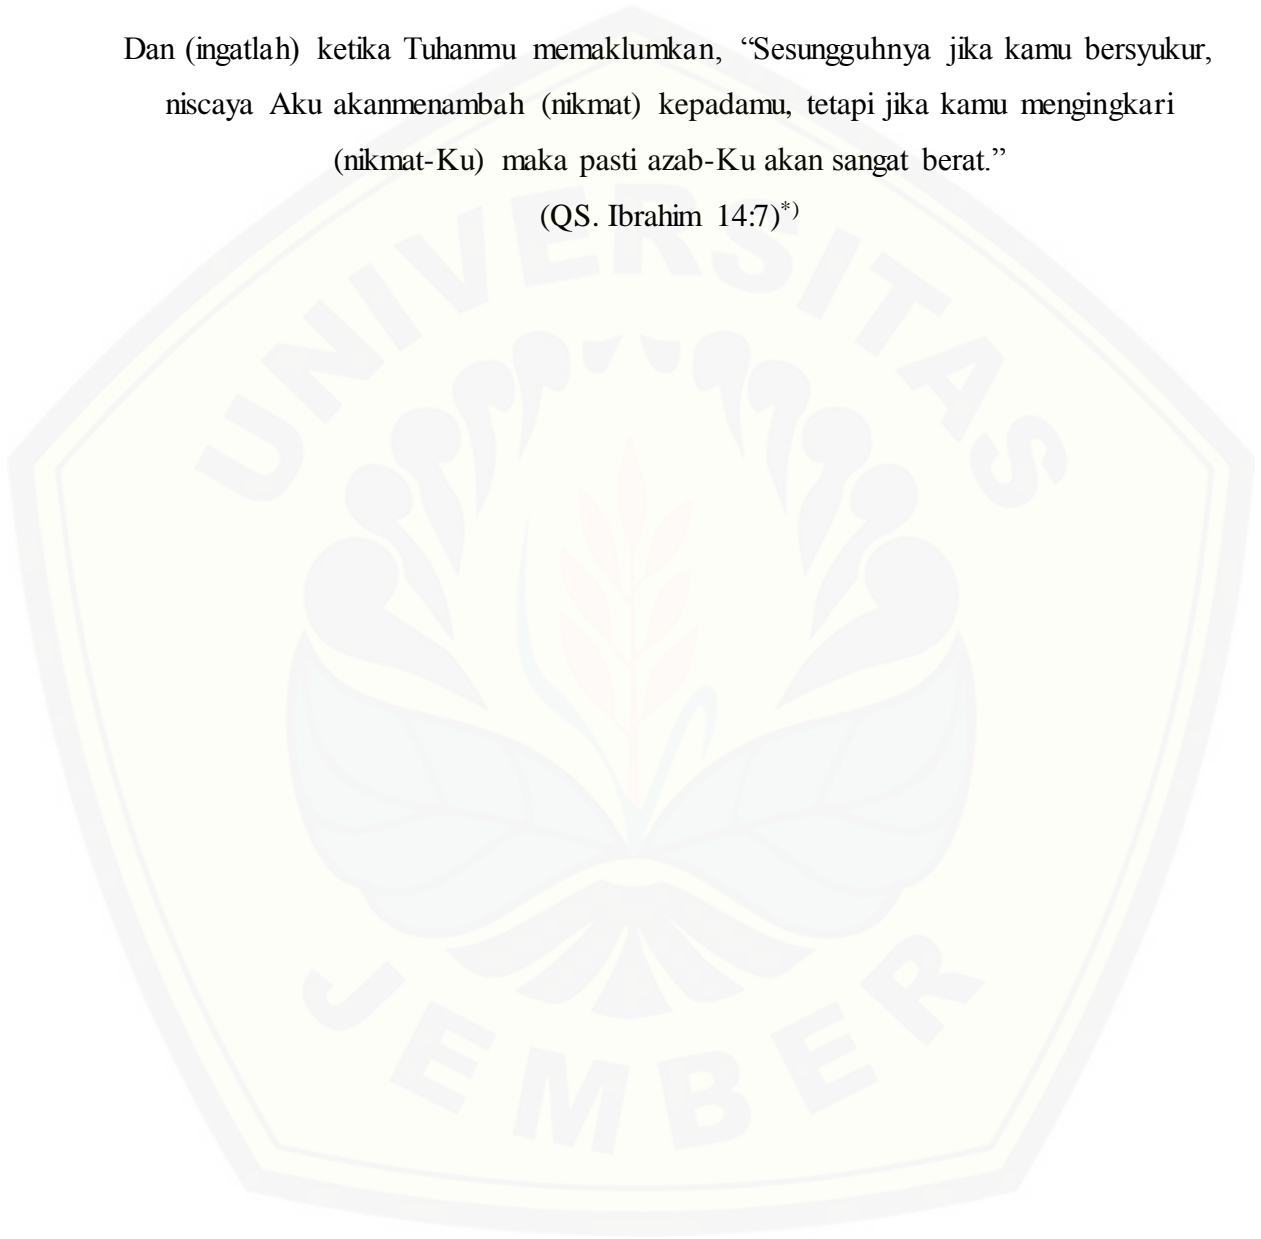 Dan (ingatlah) ketika Tuhanmu memaklumkan, “Sesungguhnya jika kamu bersyukur,
niscaya Aku akanmenambah (nikmat) kepadamu, tetapi jika kamu mengingkari
(nikmat-Ku) maka pasti azab-Ku akan sangat berat.”
(QS. Ibrahim 14:7)*)
UNIVERSITAS
JEMBER